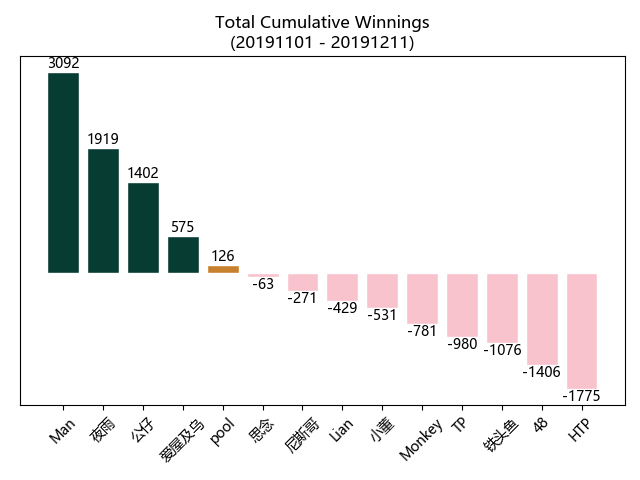 Total Cumulative Winnings
(20191101 - 20191211)
3092
1919
1402
575
126
-63
-271
-429
-531
-781
-980
-1076
-1406
-1775
Man
夜雨
公仔
爱屋及乌
pool
思念
尼斯哥
Lian
小董
Monkey
TP
铁头鱼
48
HTP